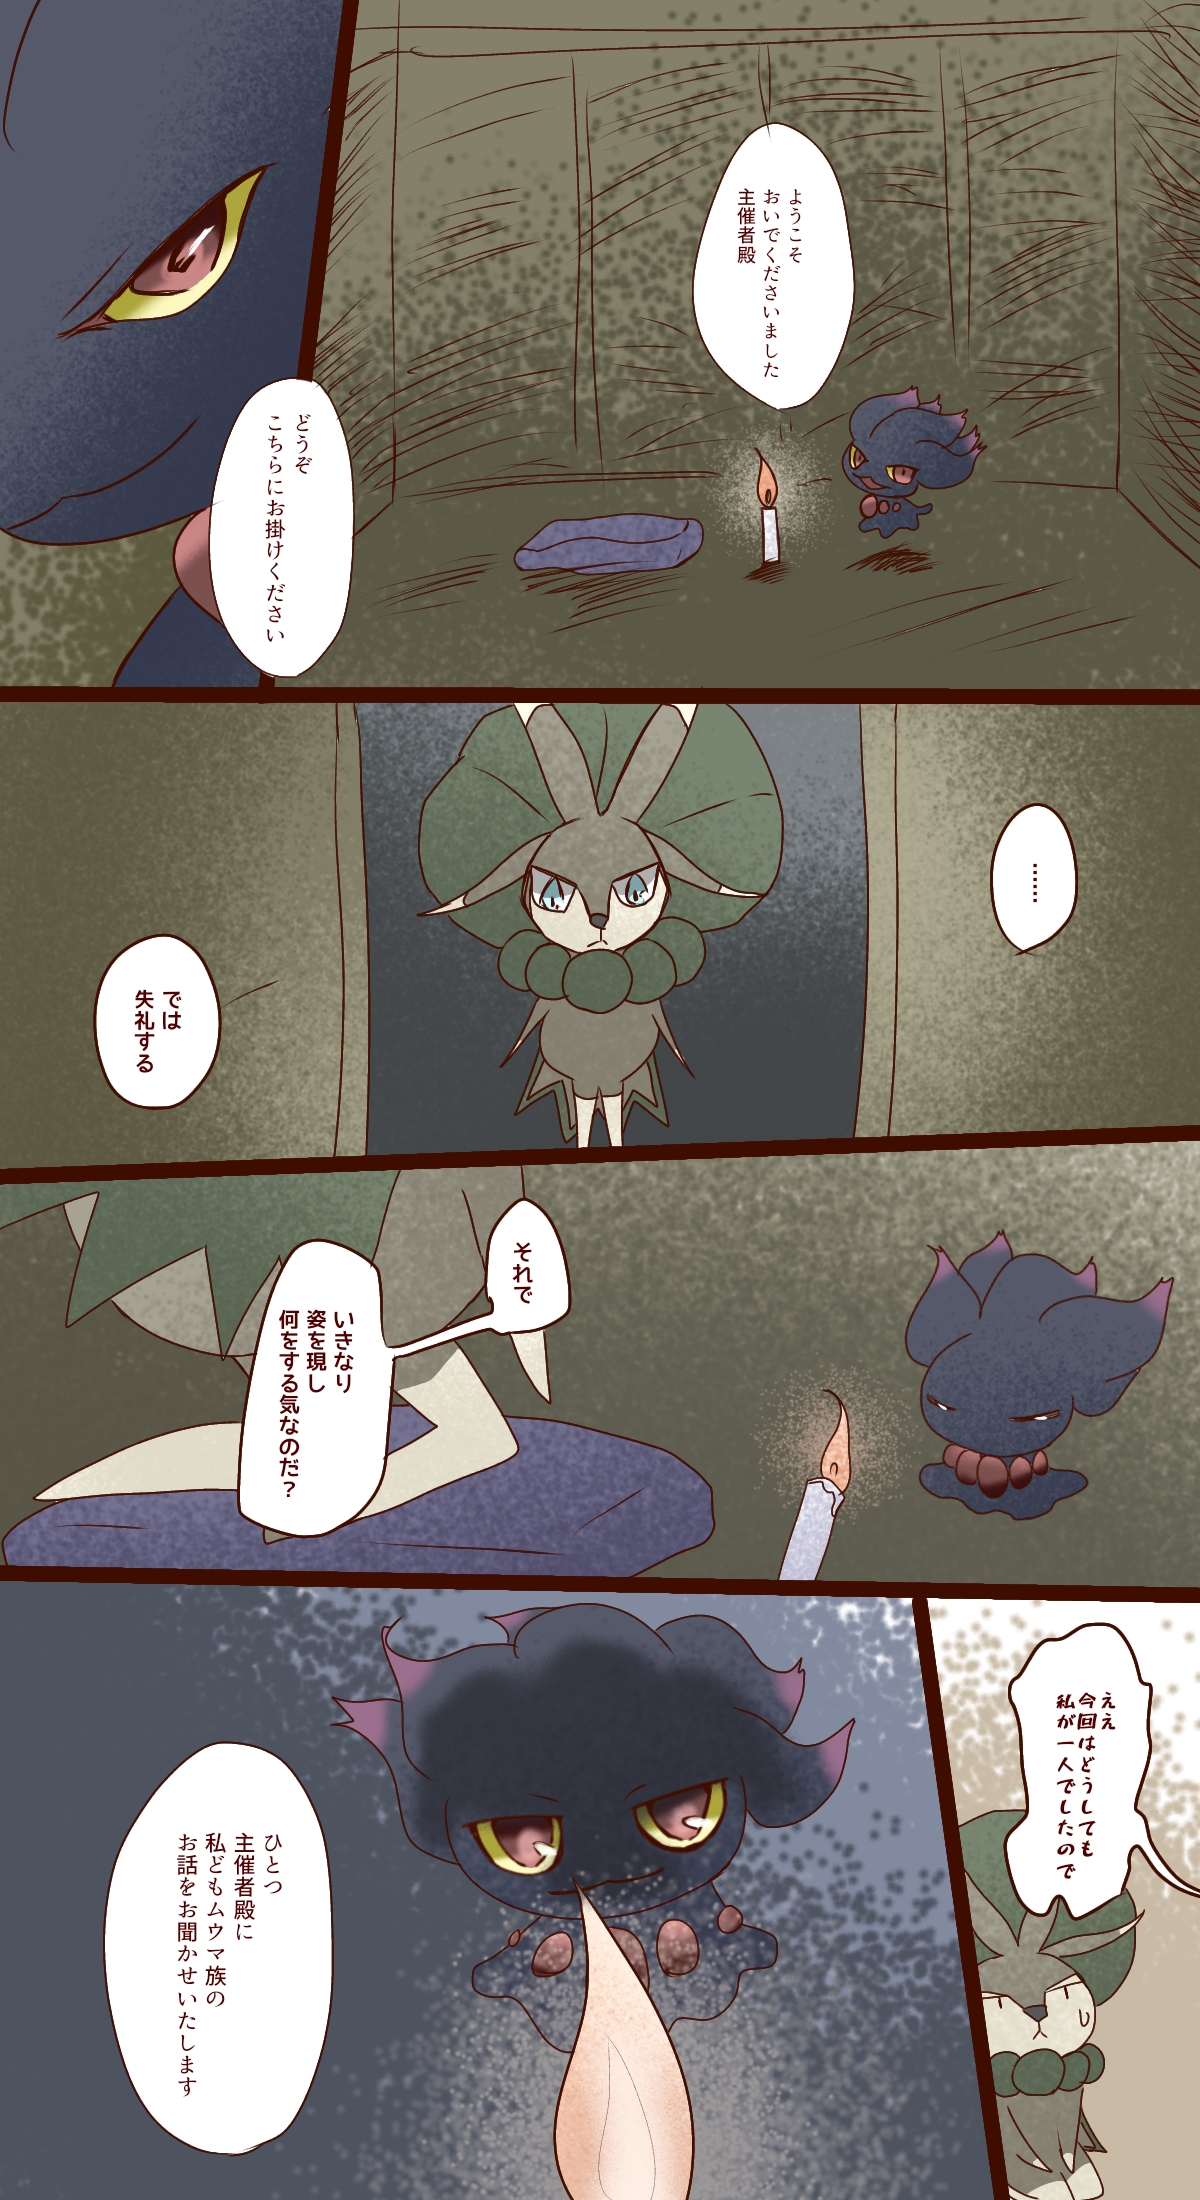 ようこそ
おいでくださいました
主催者殿
どうぞ
こちらにお掛けください
……
では
失礼する
それで
いきなり
姿を現し
何をする気なのだ？
ええ
今回はどうしても
私が一人でしたので
ひとつ
主催者殿に
私どもムウマ族の
お話をお聞かせいたします